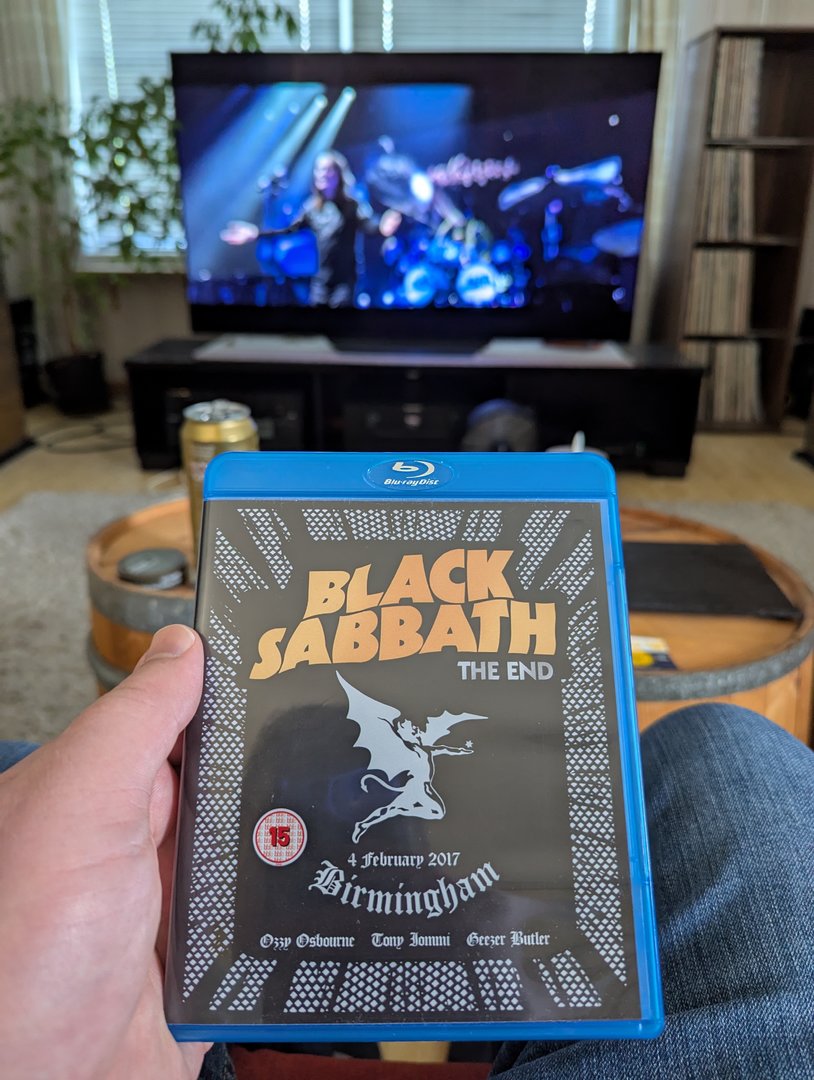 Blu-ray Disc
BLACK
SABBATH
THE END
15
4 February 2017
Birmingham
Ozzy Osbourne Tony Iommi Geezer Butler